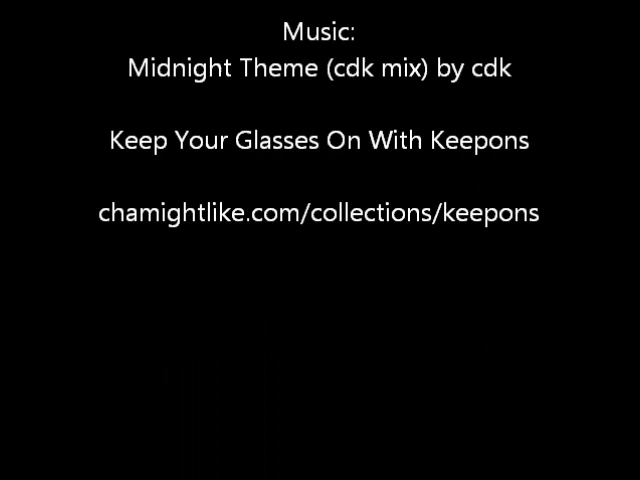 Music:
Midnight Theme (cdk mix) by cdk
Keep Your Glasses On With Keepons
chamightlike.com/collections/keepons